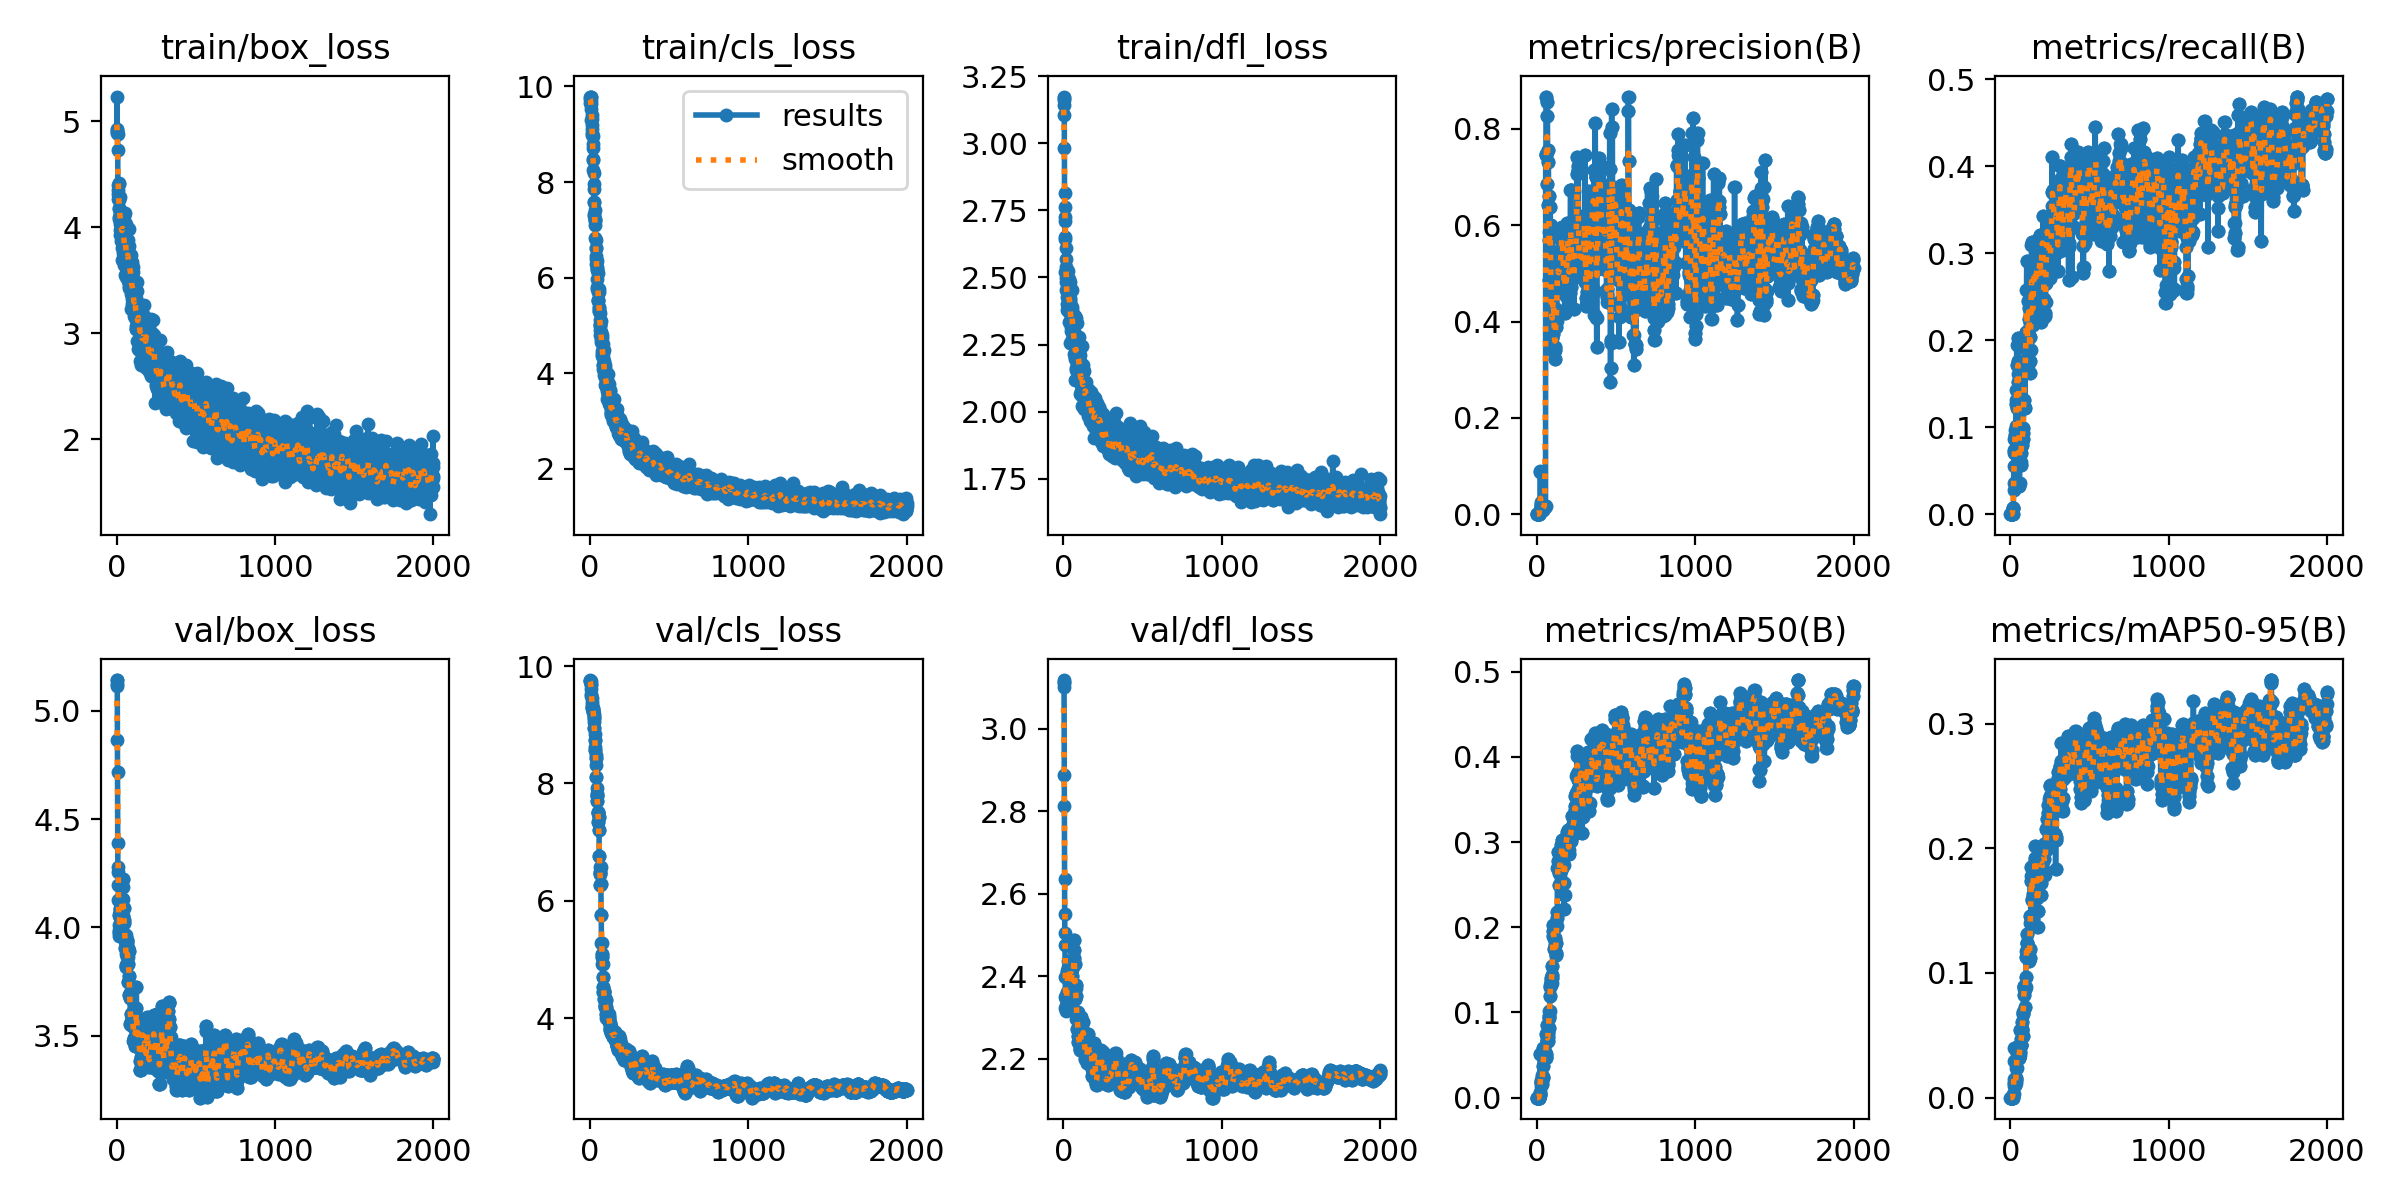 train/box_loss
train/cls_loss
train/dfl_loss
metrics/precision(B)
metrics/recall(B)
5
4
3
2
0 1000 2000
10
8
6
4
2
0 1000 2000
results
smooth
3.25
3.00
2.75
2.50
2.25
2.00
1.75
0 1000 2000
0.8
0.6
0.4
0.2
0.0
0 1000 2000
0.5
0.4
0.3
0.2
0.1
0.0
0 1000 2000
val/box_loss
val/cls_loss
val/dfl_loss
metrics/mAP50(B)
metrics/mAP50-95(B)
5.0
4.5
4.0
3.5
0 1000 2000
10
8
6
4
0 1000 2000
3.0
2.8
2.6
2.4
2.2
0 1000 2000
0.5
0.4
0.3
0.2
0.1
0.0
0 1000 2000
0.3
0.2
0.1
0.0
0 1000 2000